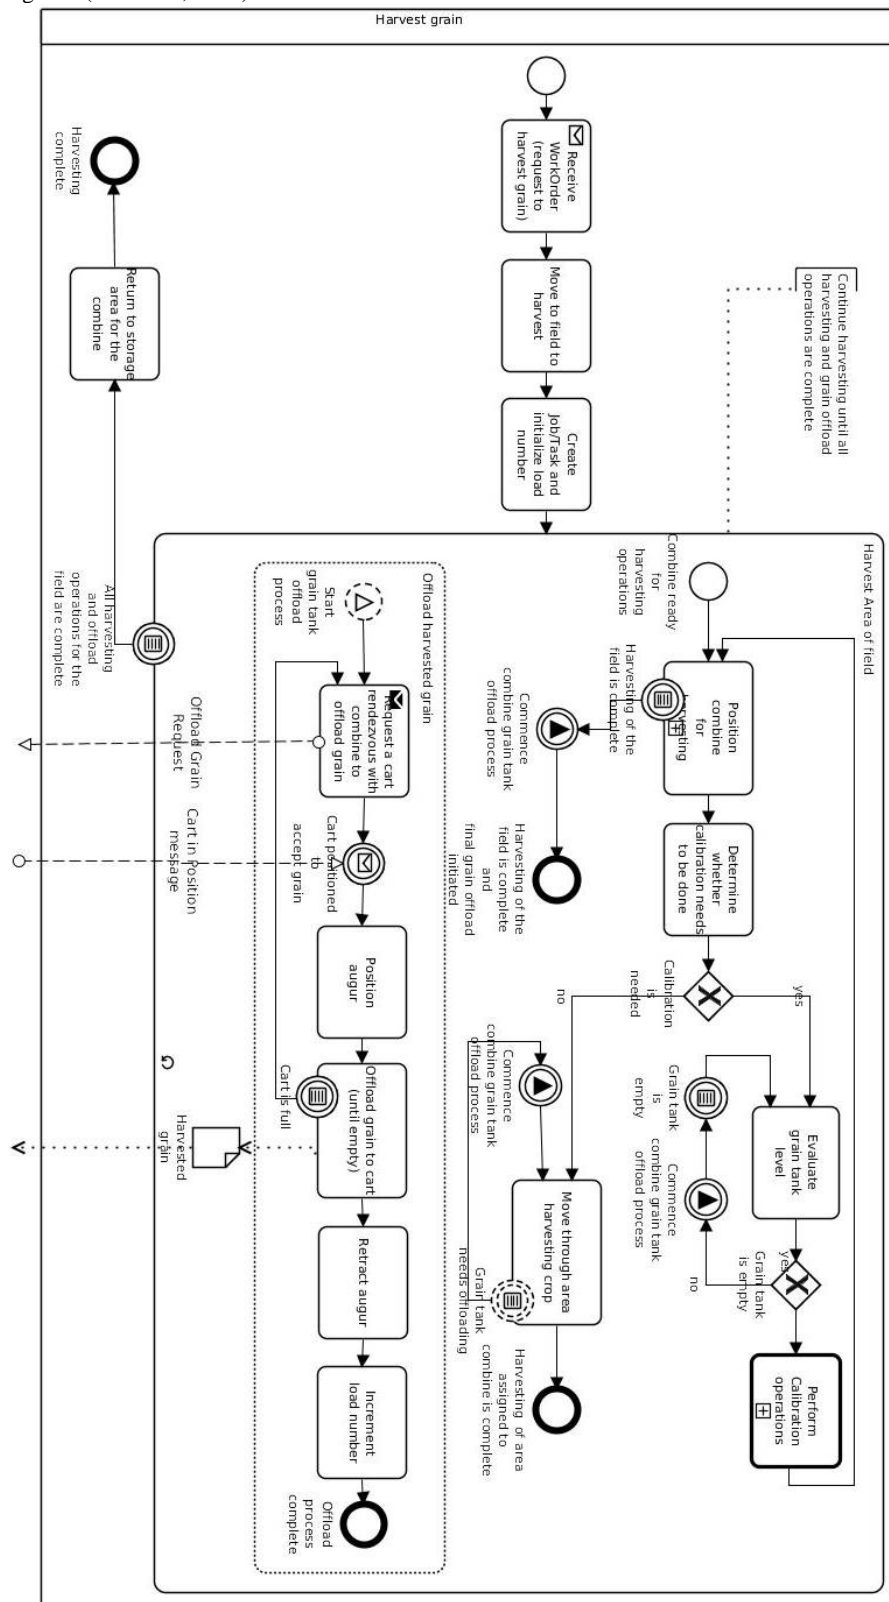 Harvest grain
Receive
WorkOrder
(request to
harvest grain)
Move to field to
harvest
Create
Job/Task and
initialize load
number
Continue harvesting until all
harvesting and grain offload
operations are complete
Harvesting
complete
Return to storage
area for the
combine
All harvesting
and offload
operations for the
field are complete
Harvest Area of field
Combine ready
for
harvesting
operations
Position
combine
for
harvesting
Harvesting of the
field is complete
Commence
combine grain tank
offload process
Harvesting of the
field is complete
and
final grain offload
initiated
Determine
whether
calibration needs
to be done
Calibration
is
needed
yes
no
Evaluate
grain tank
level
Grain tank
is
empty
Commence
combine grain tank
offload process
Grain tank
is empty
yes
no
Perform
Calibration
operations
Commence
combine grain tank
offload process
Move through area
harvesting crop
Grain tank
needs offloading
Harvesting of area
assigned to
combine is complete
Offload harvested grain
Start
grain tank
offload
process
Request a cart
rendezvous with
combine to
offload grain
Cart positioned
to
accept grain
Position
augur
Offload grain to cart
(until empty)
Cart is full
Retract augur
Increment
load number
Offload
process
complete
Offload Grain
Request
Cart in Position
message
Harvested
grain